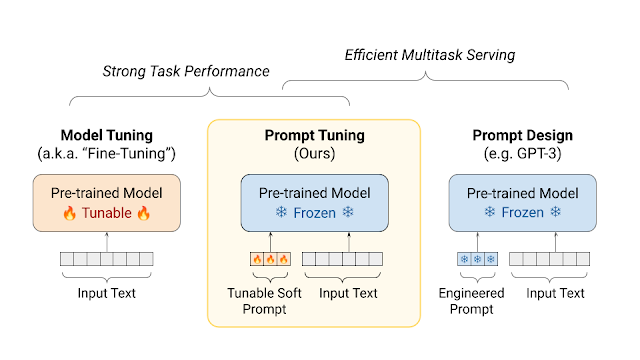 Efficient Multitask Serving
Strong Task Performance
Model Tuning
(a.k.a. “Fine-Tuning”)
Pre-trained Model
Tunable
Input Text
Prompt Tuning
(Ours)
Pre-trained Model
Frozen
Tunable Soft
Prompt
Input Text
Prompt Design
(e.g. GPT-3)
Pre-trained Model
Frozen
Engineered
Prompt
Input Text